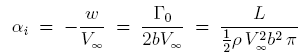 α_i = − w / V_∞ = Γ_0 / 2bV_∞ = L / ½ρV_∞²b²π